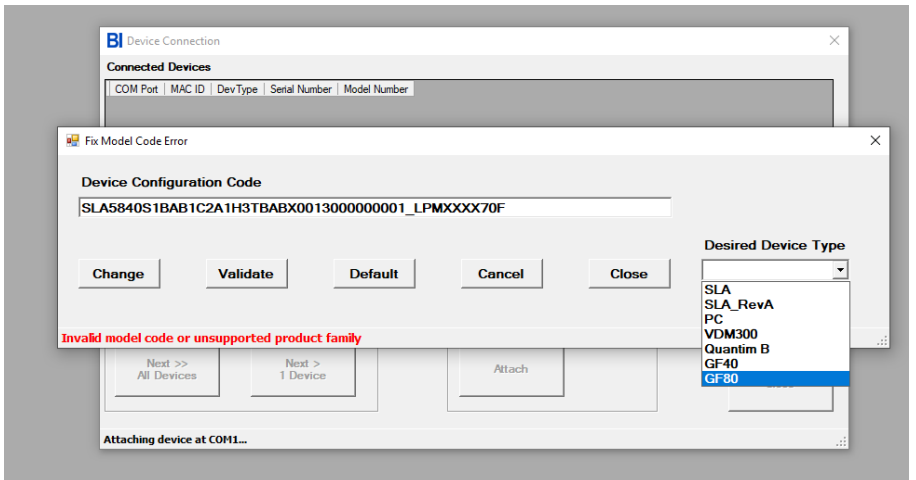 BI Device Connection
Connected Devices
COM Port MAC ID DevType Serial Number Model Number
Fix Model Code Error
Device Configuration Code
SLA5840S1BAB1C2A1H3TBABX0013000000001_LPMXXXX70F
Desired Device Type
Change Validate Default Cancel Close
SLA
SLA_RevA
PC
VDM300
Quantim B
GF40
GF80
Invalid model code or unsupported product family
Next >>
All Devices
Next >
1 Device
Attach
Attaching device at COM1...